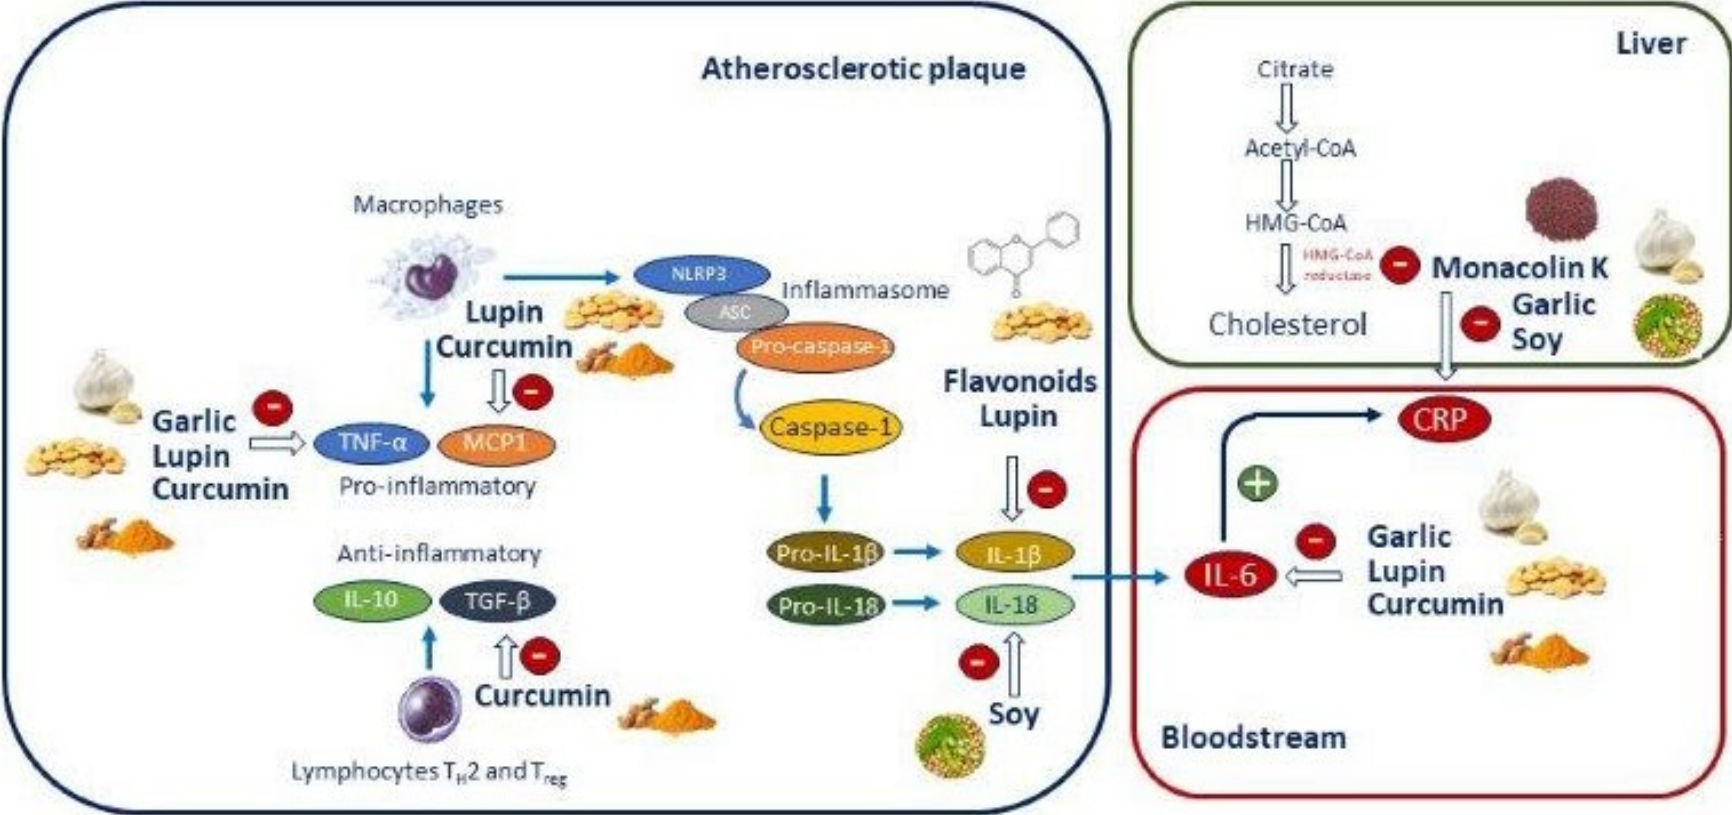 Atherosclerotic plaque
Macrophages
NLRP3
ASC
Inflammasome
Pro-caspase-1
Lupin
Curcumin
-
Caspase-1
Garlic
Lupin
Curcumin
-
TNF-α
MCP1
Pro-inflammatory
Flavonoids
Lupin
-
Pro-IL-1β
IL-1β
Pro-IL-18
IL-18
Anti-inflammatory
IL-10
TGF-β
-
Curcumin
Lymphocytes TH2 and Treg
-
Soy
O
O
Liver
Citrate
Acetyl-CoA
HMG-CoA
HMG-CoA
reductase
-
Monacolin K
Garlic
Soy
-
Cholesterol
CRP
+
IL-6
-
Garlic
Lupin
Curcumin
Bloodstream